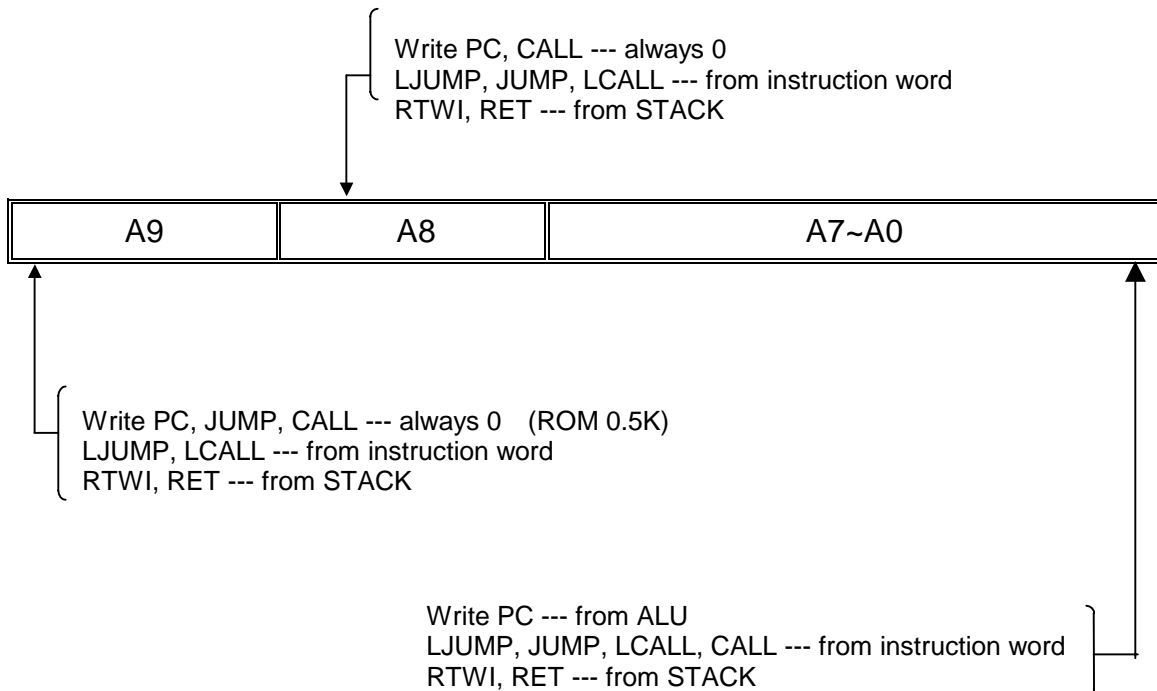 Write PC, CALL --- always 0
LJUMP, JUMP, LCALL --- from instruction word
RTWI, RET --- from STACK
A9 A8 A7~A0
Write PC, JUMP, CALL --- always 0 (ROM 0.5K)
LJUMP, LCALL --- from instruction word
RTWI, RET --- from STACK
Write PC --- from ALU
LJUMP, JUMP, LCALL, CALL --- from instruction word
RTWI, RET --- from STACK